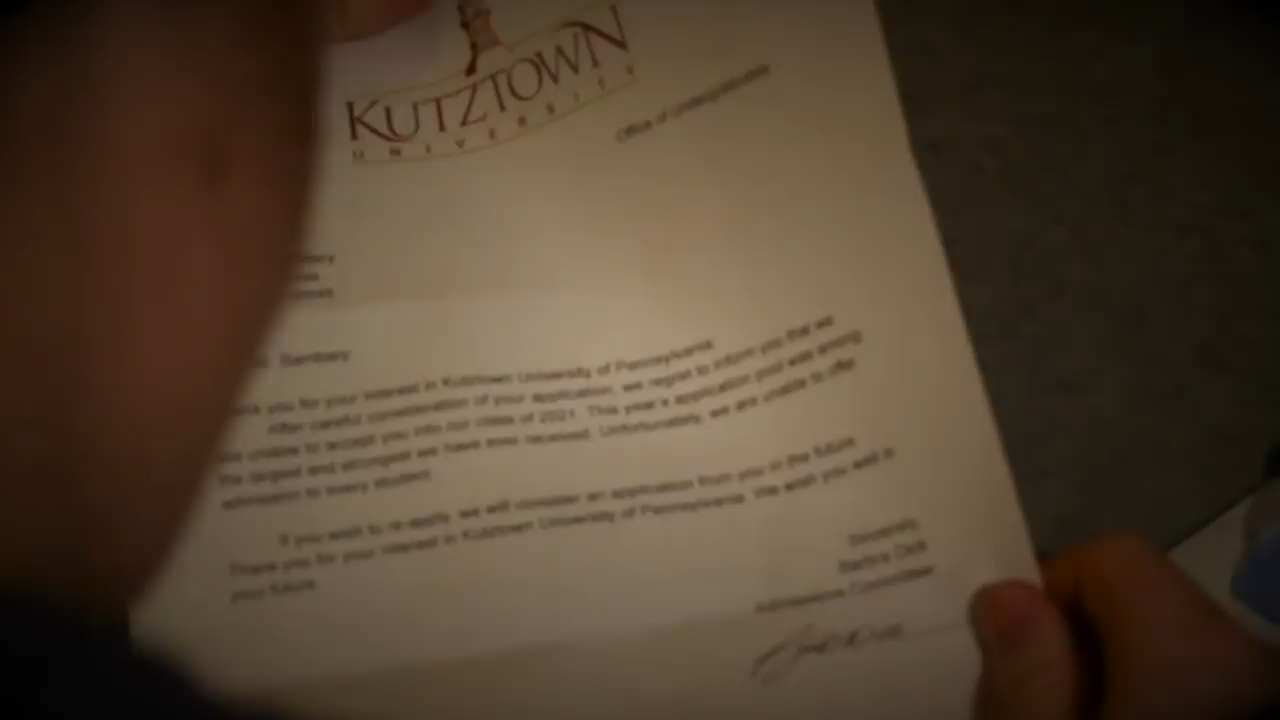 KUTZTOWN
UNIVERSITY
Office of Undergraduate
you for your interest in Kutztown University of Pennsylvania.
After careful consideration of your application, we regret to inform you that we
unable to accept you into our class of 2021. This year's application pool was among
the largest and strongest we have ever received. Unfortunately, we are unable to offer
admission to every student.
If you wish to re-apply, we will consider an application from you in the future.
Thank you for your interest in Kutztown University of Pennsylvania. We wish you well in
your future.
Sincerely,
Admissions Committee